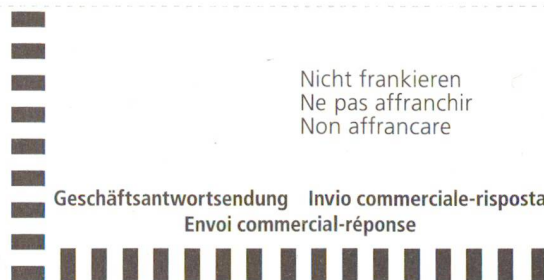 Nicht frankieren
Ne pas affranchir
Non affrancare
Geschäftsantwortsendung Invio commerciale-risposta
Envoi commercial-réponse